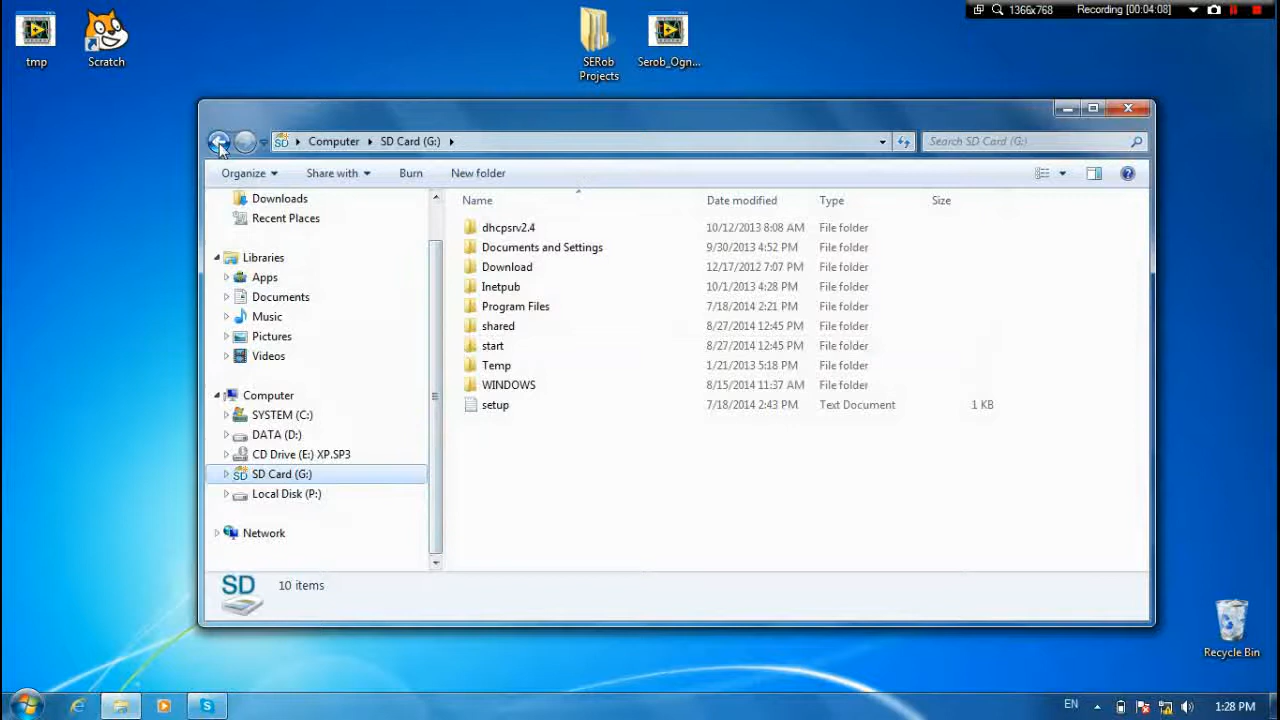 1366x768 Recording [00:04:08]
tmp Scratch SERob Projects Serob_Ogn...
Computer SD Card (G:) Search SD Card (G:)
Organize Share with Burn New folder
Downloads
Recent Places
Libraries
Apps
Documents
Music
Pictures
Videos
Computer
SYSTEM (C:)
DATA (D:)
CD Drive (E:) XP.SP3
SD Card (G:)
Local Disk (P:)
Network
Name Date modified Type Size
dhcpsrv2.4 10/12/2013 8:08 AM File folder
Documents and Settings 9/30/2013 4:52 PM File folder
Download 12/17/2012 7:07 PM File folder
Inetpub 10/1/2013 4:28 PM File folder
Program Files 7/18/2014 2:21 PM File folder
shared 8/27/2014 12:45 PM File folder
start 8/27/2014 12:45 PM File folder
Temp 1/21/2013 5:18 PM File folder
WINDOWS 8/15/2014 11:37 AM File folder
setup 7/18/2014 2:43 PM Text Document 1 KB
SD 10 items
Recycle Bin
EN 1:28 PM